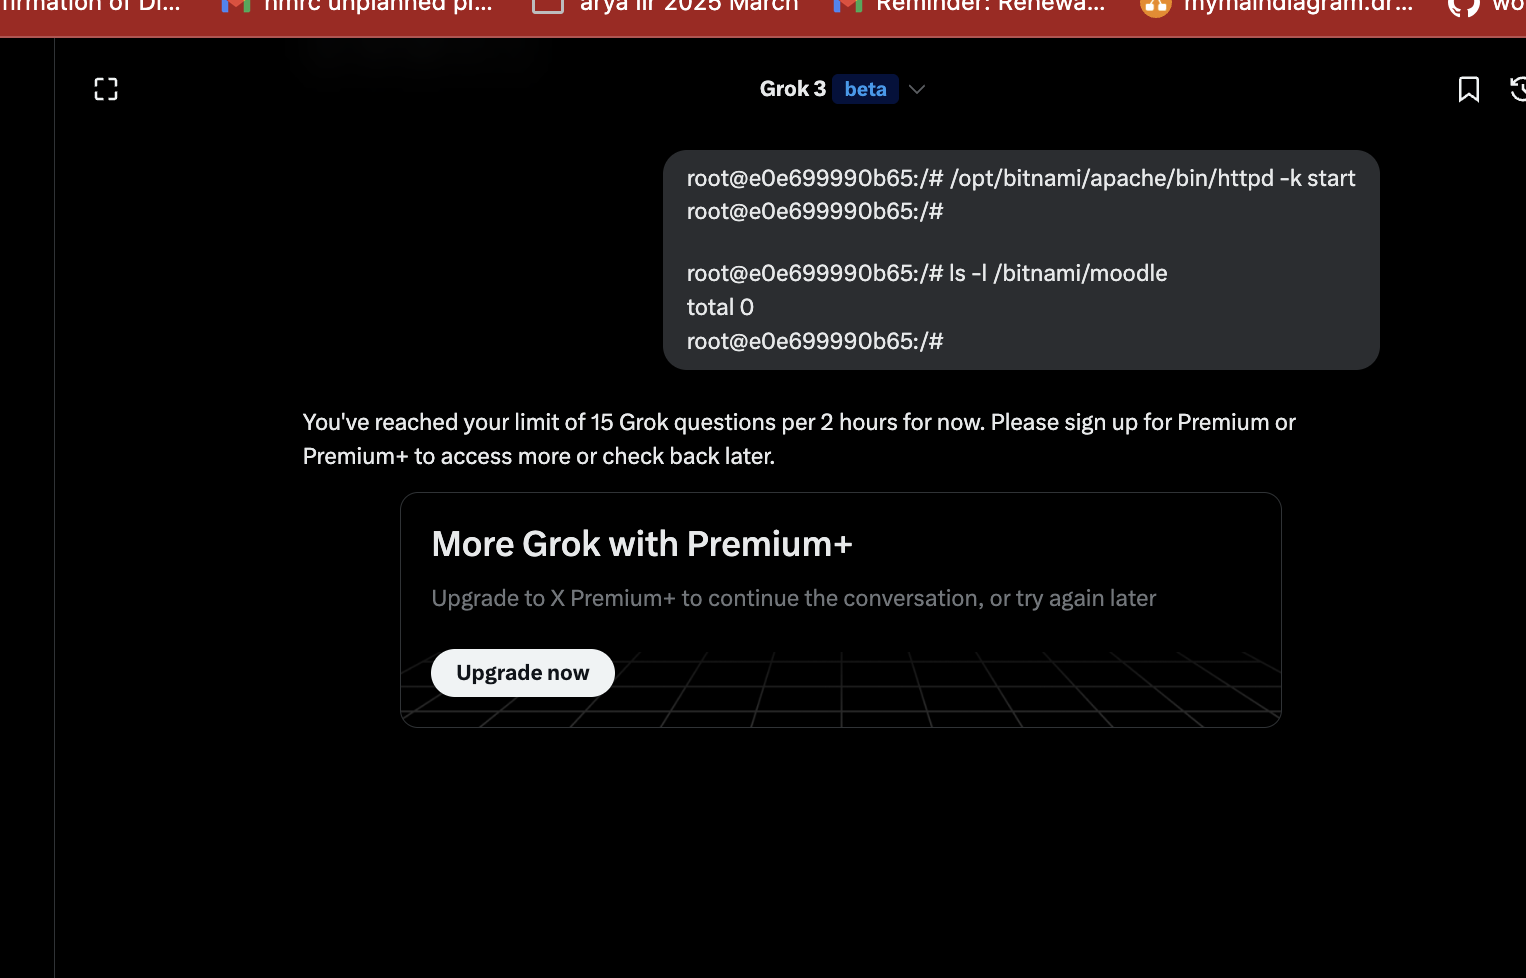 firmation of Di...
hmrc unplanned pl...
arya llr 2025 March
Reminder: Renewa...
mymaindiagram.dr...
wo
Grok 3 beta
root@e0e699990b65:/# /opt/bitnami/apache/bin/httpd -k start
root@e0e699990b65:/#
root@e0e699990b65:/# ls -l /bitnami/moodle
total 0
root@e0e699990b65:/#
You've reached your limit of 15 Grok questions per 2 hours for now. Please sign up for Premium or
Premium+ to access more or check back later.
More Grok with Premium+
Upgrade to X Premium+ to continue the conversation, or try again later
Upgrade now